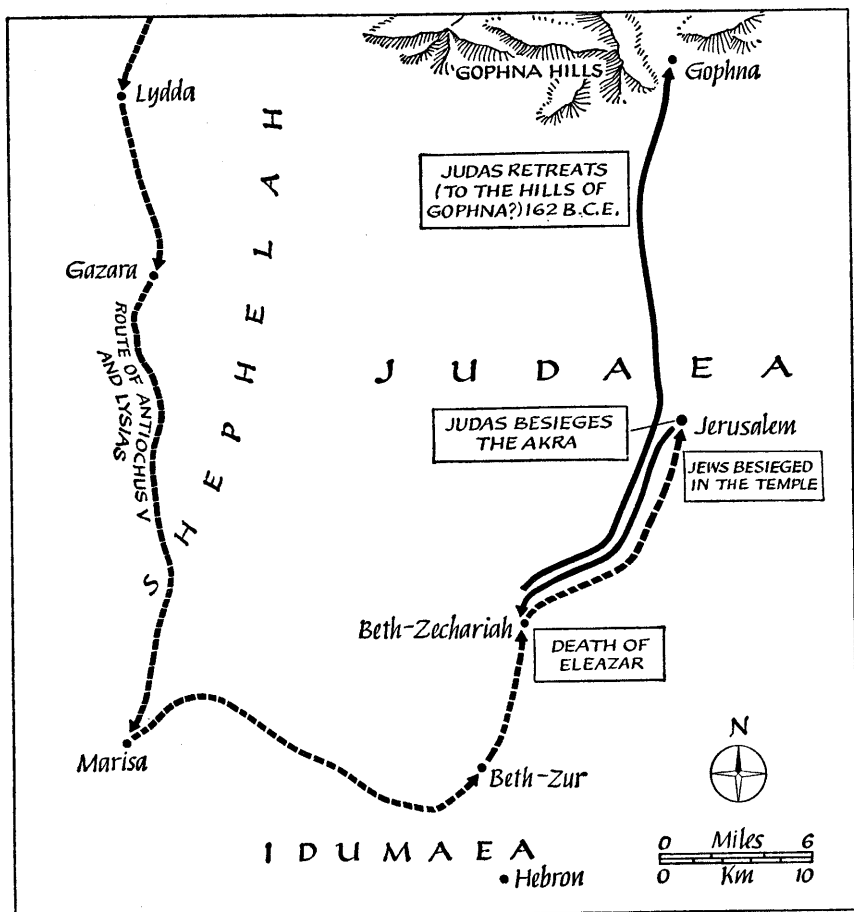 Lydda
GOPHNA HILLS
Gophna
JUDAS RETREATS
(TO THE HILLS OF
GOPHNA?) 162 B.C.E.
Gazara
SHEPHELAH
ROUTE OF ANTIOCHUS V
AND LYSIAS
JUDAEA
JUDAS BESIEGES
THE AKRA
Jerusalem
JEWS BESIEGED
IN THE TEMPLE
Beth-Zechariah
DEATH OF
ELEAZAR
Marisa
Beth-Zur
N
IDUMAEA
Hebron
0 Miles 6
0 Km 10